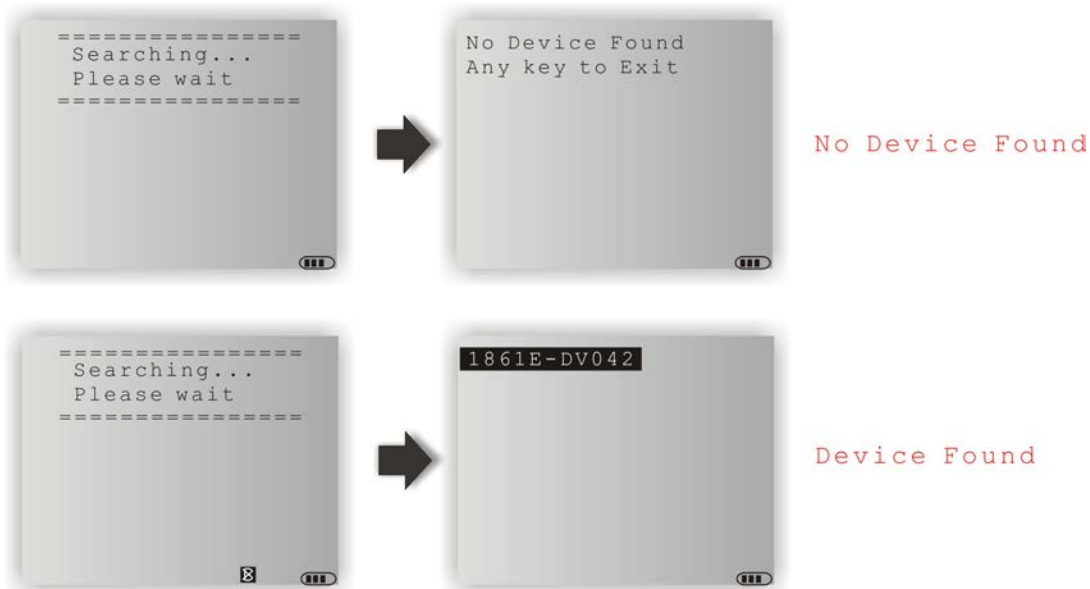 ================
Searching...
Please wait
================
No Device Found
Any key to Exit
No Device Found
================
Searching...
Please wait
================
1861E-DV042
Device Found